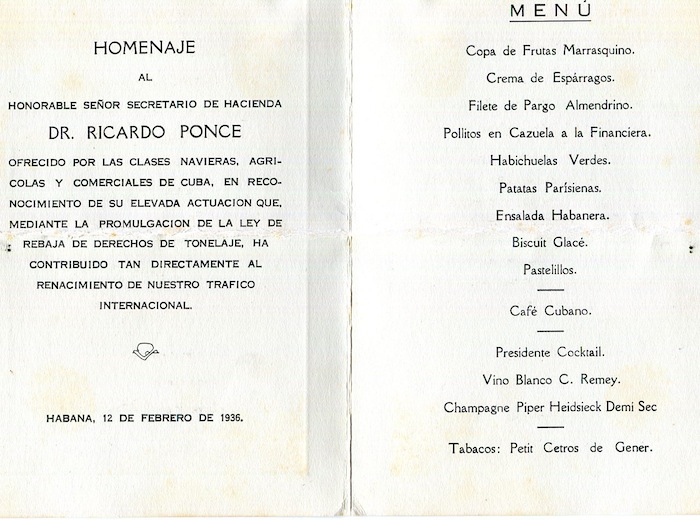 HOMENAJE
AL
HONORABLE SEÑOR SECRETARIO DE HACIENDA
DR. RICARDO PONCE
OFRECIDO POR LAS CLASES NAVIERAS, AGRI-
COLAS Y COMERCIALES DE CUBA, EN RECO-
NOCIMIENTO DE SU ELEVADA ACTUACION QUE,
MEDIANTE LA PROMULGACION DE LA LEY DE
REBAJA DE DERECHOS DE TONELAJE, HA
CONTRIBUIDO TAN DIRECTAMENTE AL
RENACIMIENTO DE NUESTRO TRAFICO
INTERNACIONAL.
HABANA, 12 DE FEBRERO DE 1936.
MENÚ
Copa de Frutas Marrasquino.
Crema de Espárragos.
Filete de Pargo Almendrino.
Pollitos en Cazuela a la Financiera.
Habichuelas Verdes.
Patatas Parísienas.
Ensalada Habanera.
Biscuit Glacé.
Pastelillos.
Café Cubano.
Presidente Cocktail.
Vino Blanco C. Remey.
Champagne Piper Heidsieck Demi Sec
Tabacos: Petit Cetros de Gener.